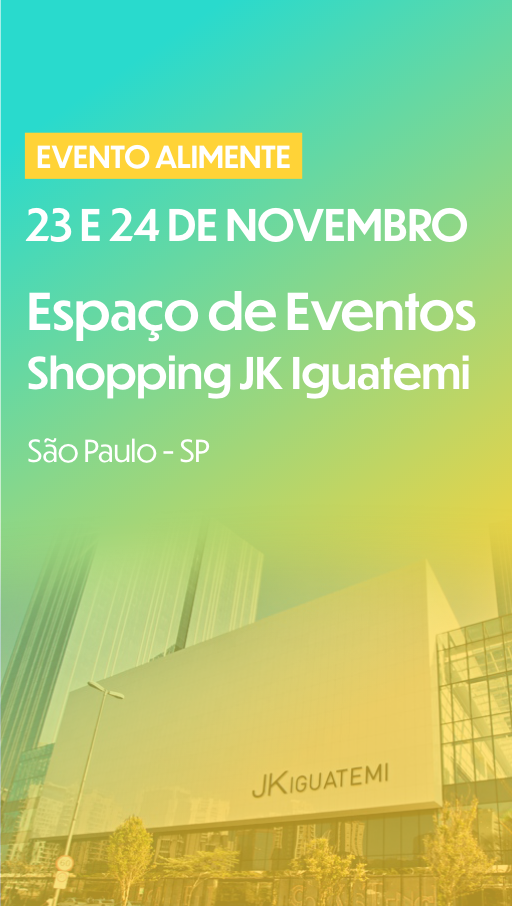 EVENTO ALIMENTE
23 E 24 DE NOVEMBRO
Espaço de Eventos
Shopping JK Iguatemi
São Paulo - SP
JKIGUATEMI